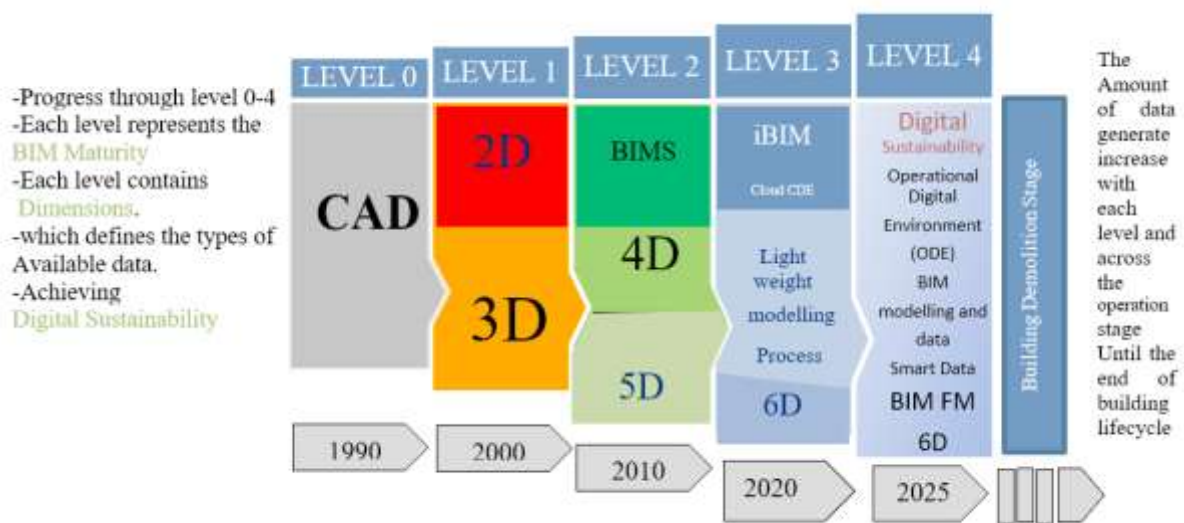 -Progress through level 0-4
-Each level represents the
BIM Maturity
-Each level contains
Dimensions.
-which defines the types of
Available data.
-Achieving
Digital Sustainability
LEVEL 0
CAD
1990
LEVEL 1
2D
3D
2000
LEVEL 2
BIMS
4D
5D
2010
LEVEL 3
iBIM
Cloud CDE
Light
weight
modelling
Process
6D
2020
LEVEL 4
Digital
Sustainability
Operational
Digital
Environment
(ODE)
BIM
modelling and
data
Smart Data
BIM FM
6D
2025
Building Demolition Stage
The
Amount
of data
generate
increase
with
each
level and
across
the
operation
stage
Until the
end of
building
lifecycle